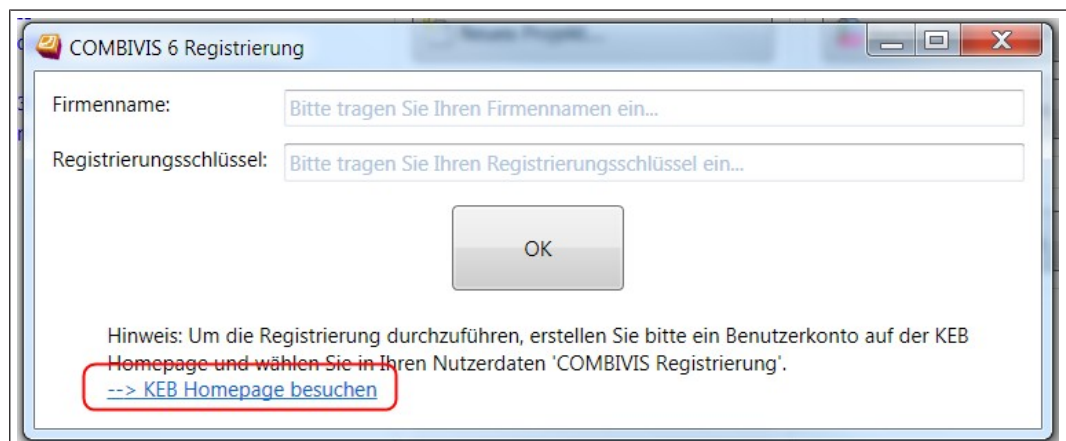 COMBIVIS 6 Registrierung
Neues Projekt...
Firmenname:
Bitte tragen Sie Ihren Firmennamen ein...
Registrierungsschlüssel:
Bitte tragen Sie Ihren Registrierungsschlüssel ein...
OK
Hinweis: Um die Registrierung durchzuführen, erstellen Sie bitte ein Benutzerkonto auf der KEB
Homepage und wählen Sie in Ihren Nutzerdaten 'COMBIVIS Registrierung'.
--> KEB Homepage besuchen